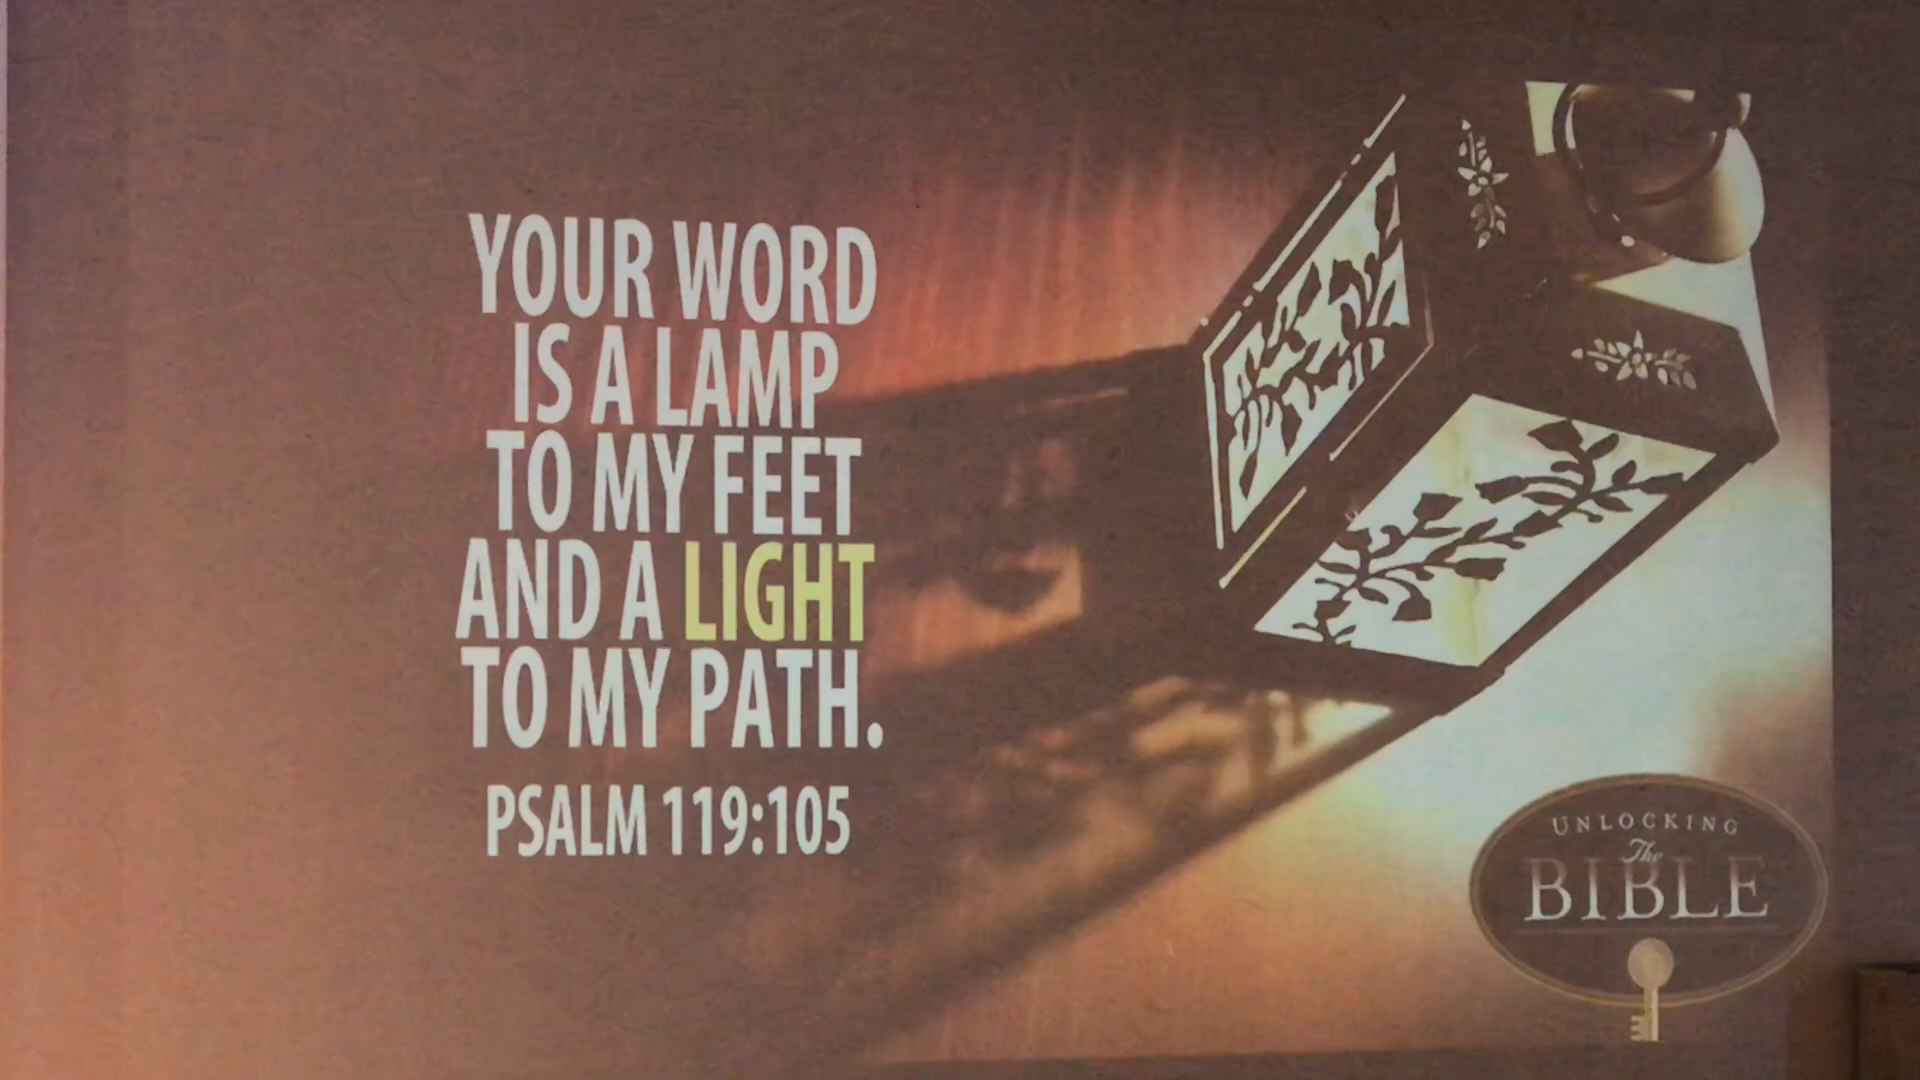 YOUR WORD
IS A LAMP
TO MY FEET
AND A LIGHT
TO MY PATH.
PSALM 119:105
UNLOCKING
The
BIBLE